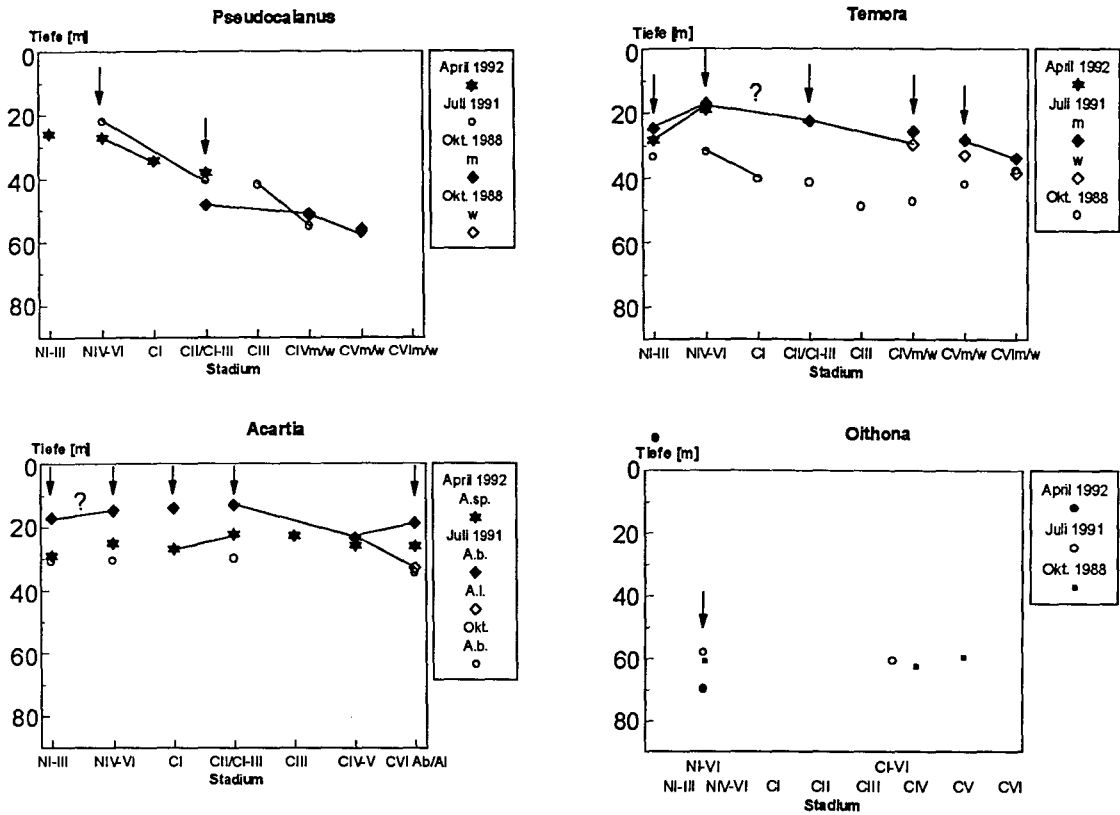 Pseudocalanus
Tiefe [m]
0
20
40
60
80
NI-III NIV-VI CI CII/CI-III CIII CIVm/w CVm/w CVIm/w
Stadium
April 1992
Juli 1991
Okt. 1988
m
Okt. 1988
w
Temora
Tiefe [m]
0
20
40
60
80
?
NI-III NIV-VI CI CII/CI-III CIII CIVm/w CVm/w CVIm/w
Stadium
April 1992
Juli 1991
m
w
Okt. 1988
Acartia
Tiefe [m]
0
20
40
60
80
?
NI-III NIV-VI CI CII/CI-III CIII CIV-V CVI Ab/Al
Stadium
April 1992
A.sp.
Juli 1991
A.b.
A.l.
Okt.
A.b.
Oithona
Tiefe [m]
0
20
40
60
80
NI-VI CI-VI
NI-III NIV-VI CI CII CIII CIV CV CVI
Stadium
April 1992
Juli 1991
Okt. 1988